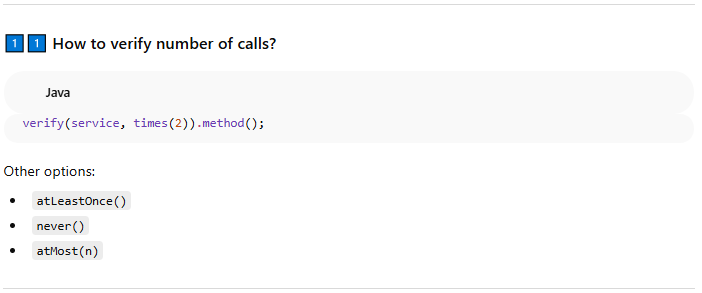 1️⃣1️⃣ How to verify number of calls?
Java
verify(service, times(2)).method();
Other options:
• atLeastOnce()
• never()
• atMost(n)